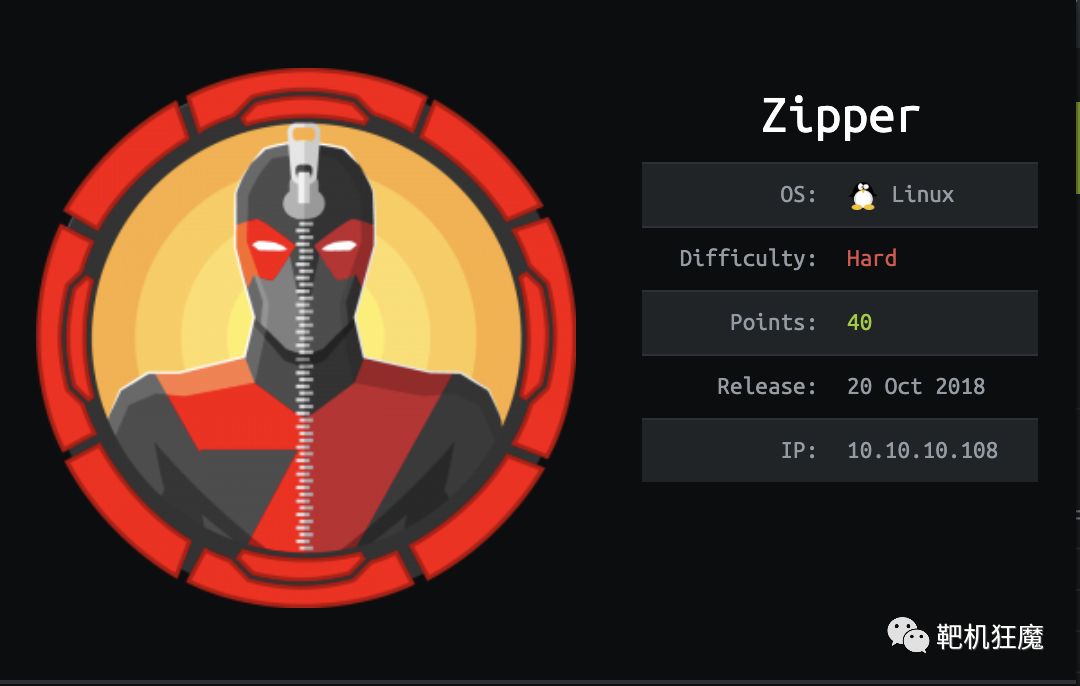 Zipper
OS: Linux
Difficulty: Hard
Points: 40
Release: 20 Oct 2018
IP: 10.10.10.108
靶机狂魔